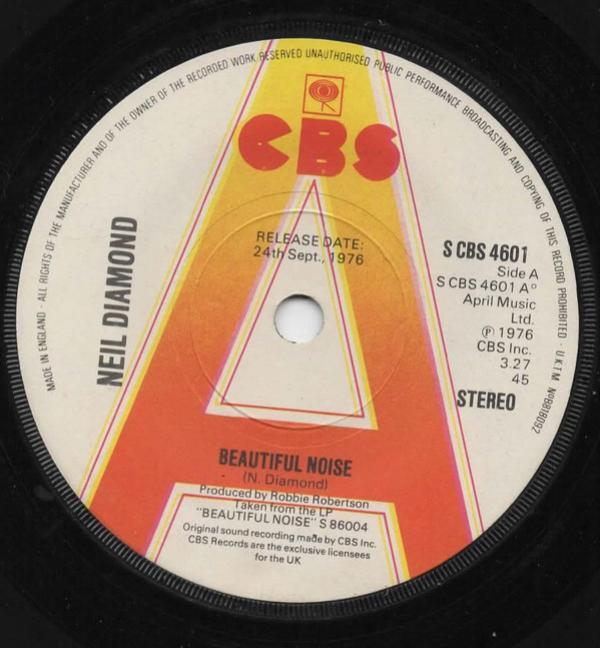 MADE IN ENGLAND - ALL RIGHTS OF THE MANUFACTURER AND OF THE OWNER OF THE RECORDED WORK RESERVED UNAUTHORISED PUBLIC PERFORMANCE BROADCASTING AND COPYING OF THIS RECORD PROHIBITED - U.K.T.M. No B818092
CBS
NEIL DIAMOND
RELEASE DATE:
24th Sept., 1976
S CBS 4601
Side A
S CBS 4601 A°
April Music
Ltd.
℗ 1976
CBS Inc.
3.27
45
STEREO
A
BEAUTIFUL NOISE
(N. Diamond)
Produced by Robbie Robertson
Taken from the LP
"BEAUTIFUL NOISE" S 86004
Original sound recording made by CBS Inc.
CBS Records are the exclusive licensees
for the UK